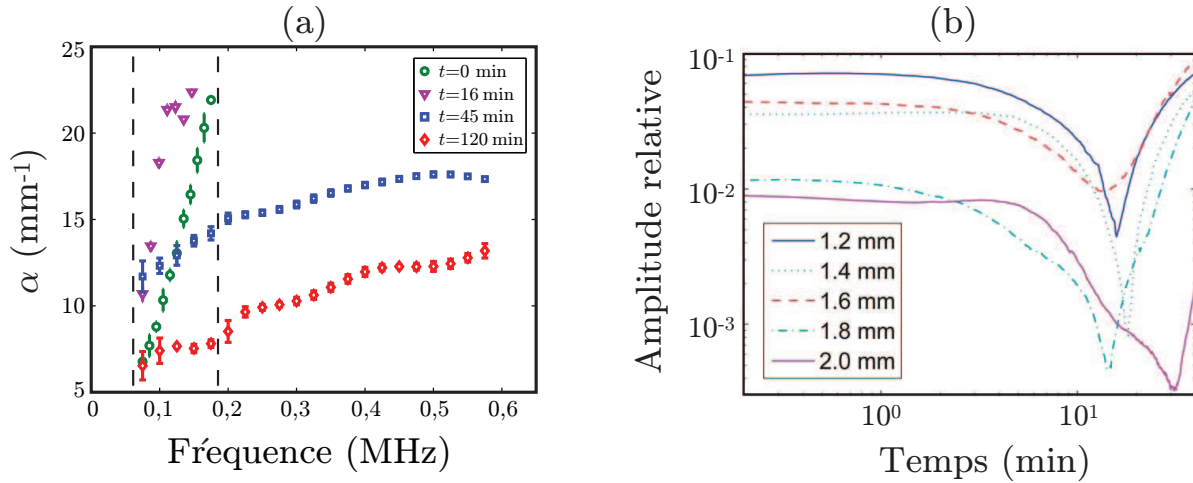 (a)
25
20
15
10
5
α (mm-1)
t=0 min
t=16 min
t=45 min
t=120 min
0
0,1
0,2
0,3
0,4
0,5
0,6
Fŕequence (MHz)
(b)
10-1
10-2
10-3
Amplitude relative
1.2 mm
1.4 mm
1.6 mm
1.8 mm
2.0 mm
100
101
Temps (min)